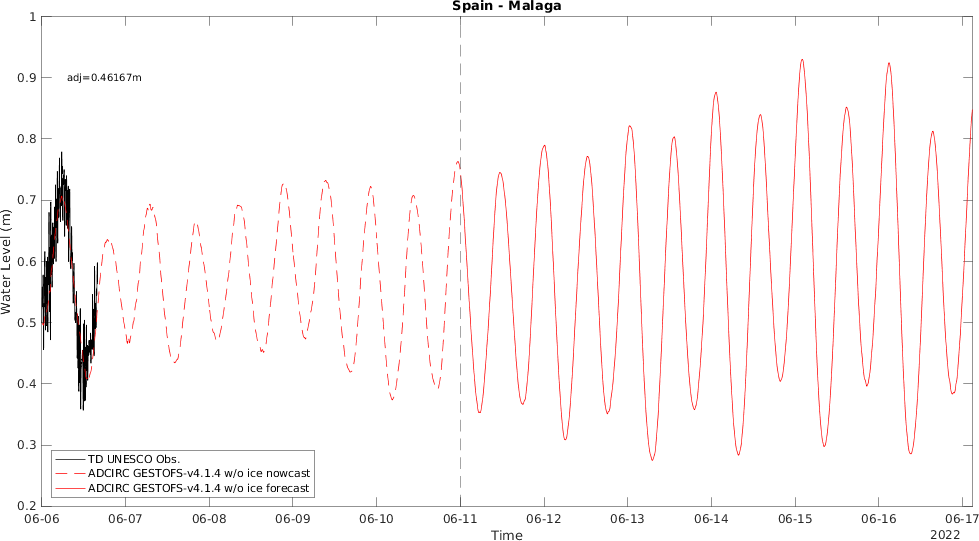 Spain - Malaga
1
0.9
0.8
0.7
0.6
0.5
0.4
0.3
0.2
Water Level (m)
adj=0.46167m
TD UNESCO Obs.
ADCIRC GESTOFS-v4.1.4 w/o ice nowcast
ADCIRC GESTOFS-v4.1.4 w/o ice forecast
06-06 06-07 06-08 06-09 06-10 06-11 06-12 06-13 06-14 06-15 06-16 06-17
Time
2022